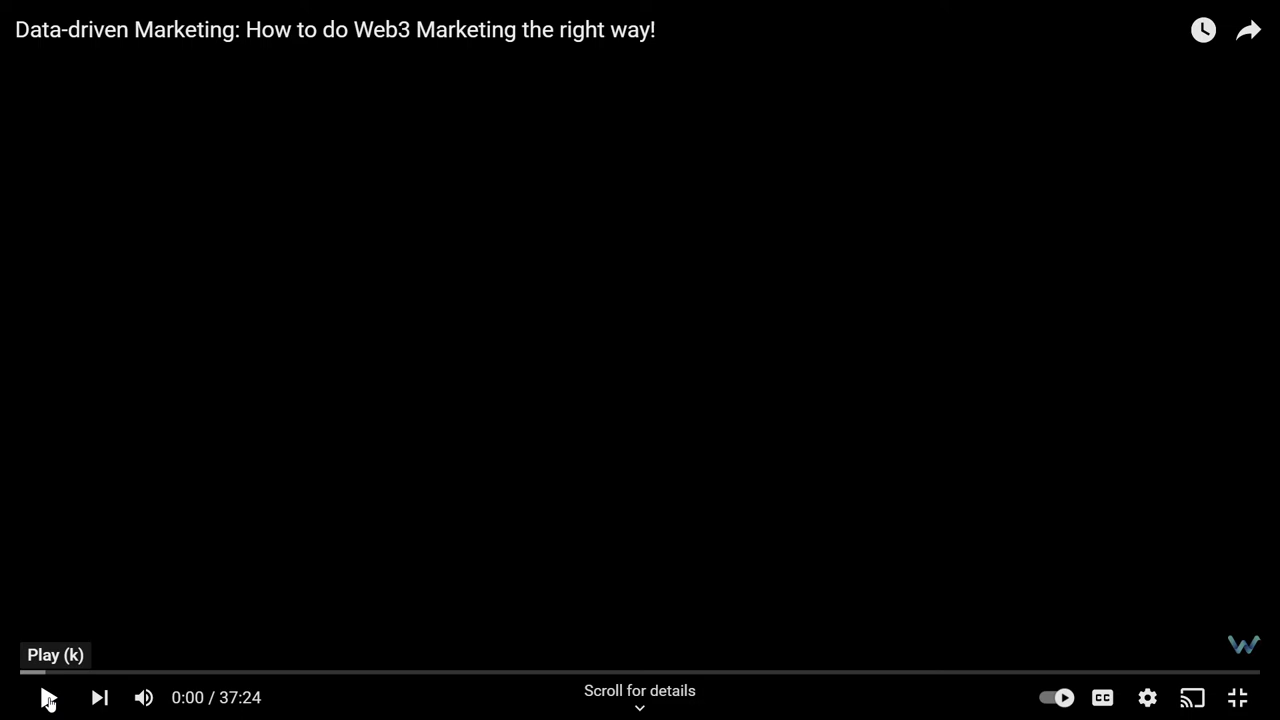 Data-driven Marketing: How to do Web3 Marketing the right way!
Play (k)
0:00 / 37:24
Scroll for details
CC
W